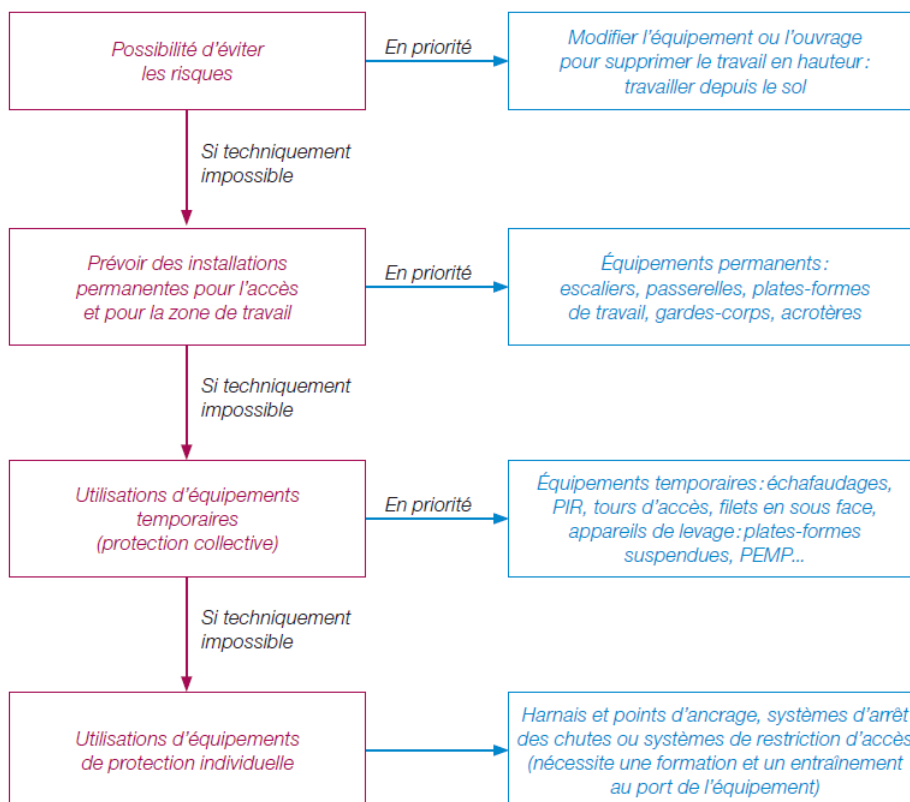 Possibilité d'éviter
les risques
En priorité
Modifier l'équipement ou l'ouvrage
pour supprimer le travail en hauteur :
travailler depuis le sol
Si techniquement
impossible
Prévoir des installations
permanentes pour l'accès
et pour la zone de travail
En priorité
Équipements permanents :
escaliers, passerelles, plates-formes
de travail, gardes-corps, acrotères
Si techniquement
impossible
Utilisations d'équipements
temporaires
(protection collective)
En priorité
Équipements temporaires : échafaudages,
PIR, tours d'accès, filets en sous face,
appareils de levage : plates-formes
suspendues, PEMP...
Si techniquement
impossible
Utilisations d'équipements
de protection individuelle
Harnais et points d'ancrage, systèmes d'arrêt
des chutes ou systèmes de restriction d'accès
(nécessite une formation et un entraînement
au port de l'équipement)